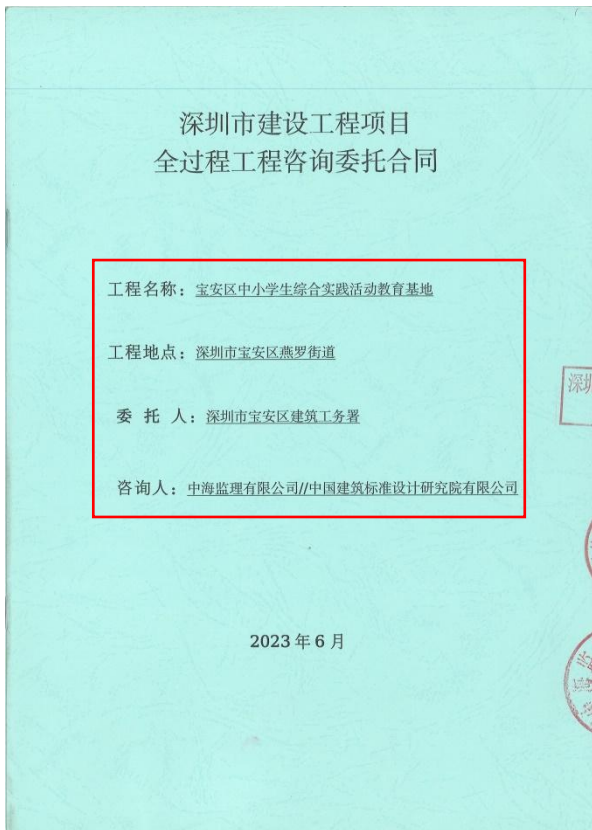 深圳市建设工程项目
全过程工程咨询委托合同
工程名称：宝安区中小学生综合实践活动教育基地
工程地点：深圳市宝安区燕罗街道
委 托 人：深圳市宝安区建筑工务署
咨询人：中海监理有限公司//中国建筑标准设计研究院有限公司
2023 年 6 月
深圳